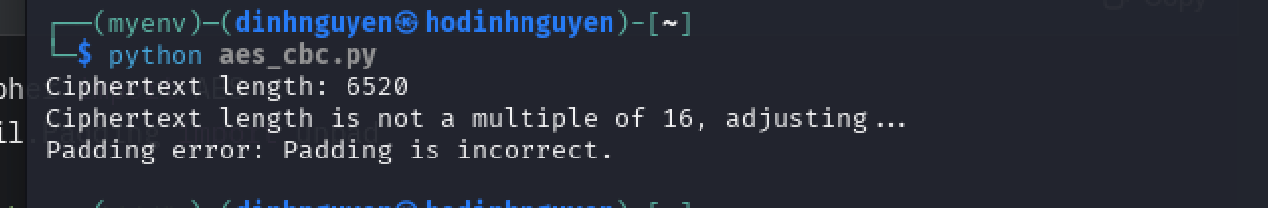 ┌──(myenv)─(dinhnguyen㉿hodinhnguyen)-[~]
└─$ python aes_cbc.py
Ciphertext length: 6520
Ciphertext length is not a multiple of 16, adjusting...
Padding error: Padding is incorrect.